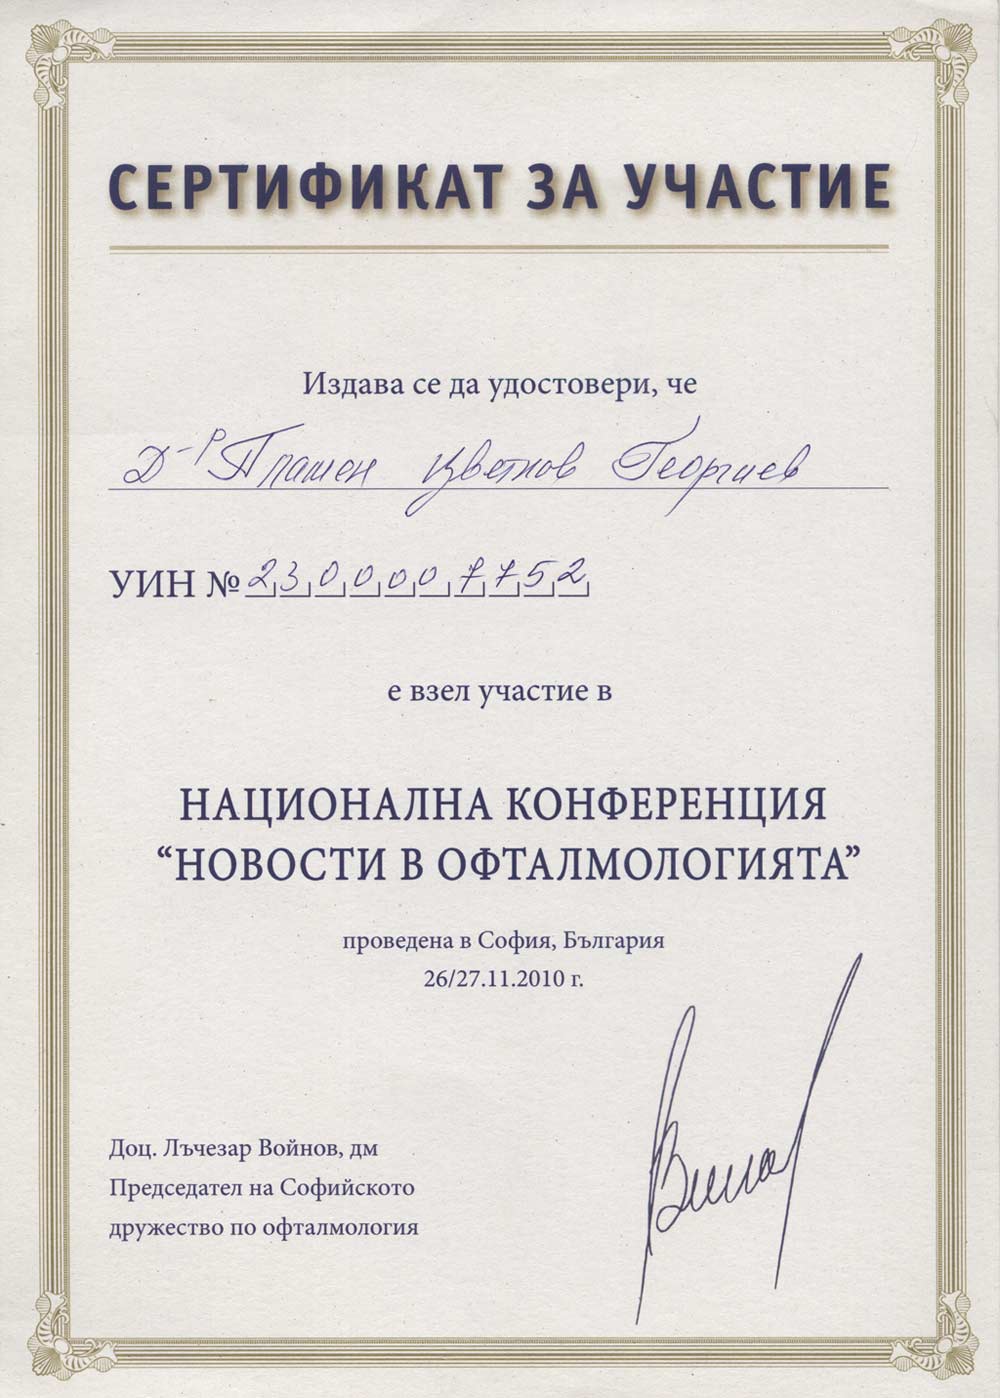 СЕРТИФИКАТ ЗА УЧАСТИЕ
Издава се да удостовери, че
Д-р Пламен Цветков Георгиев
УИН № 2300007752
е взел участие в
НАЦИОНАЛНА КОНФЕРЕНЦИЯ
“НОВОСТИ В ОФТАЛМОЛОГИЯТА”
проведена в София, България
26/27.11.2010 г.
Доц. Лъчезар Войнов, дм
Председател на Софийското
дружество по офталмология